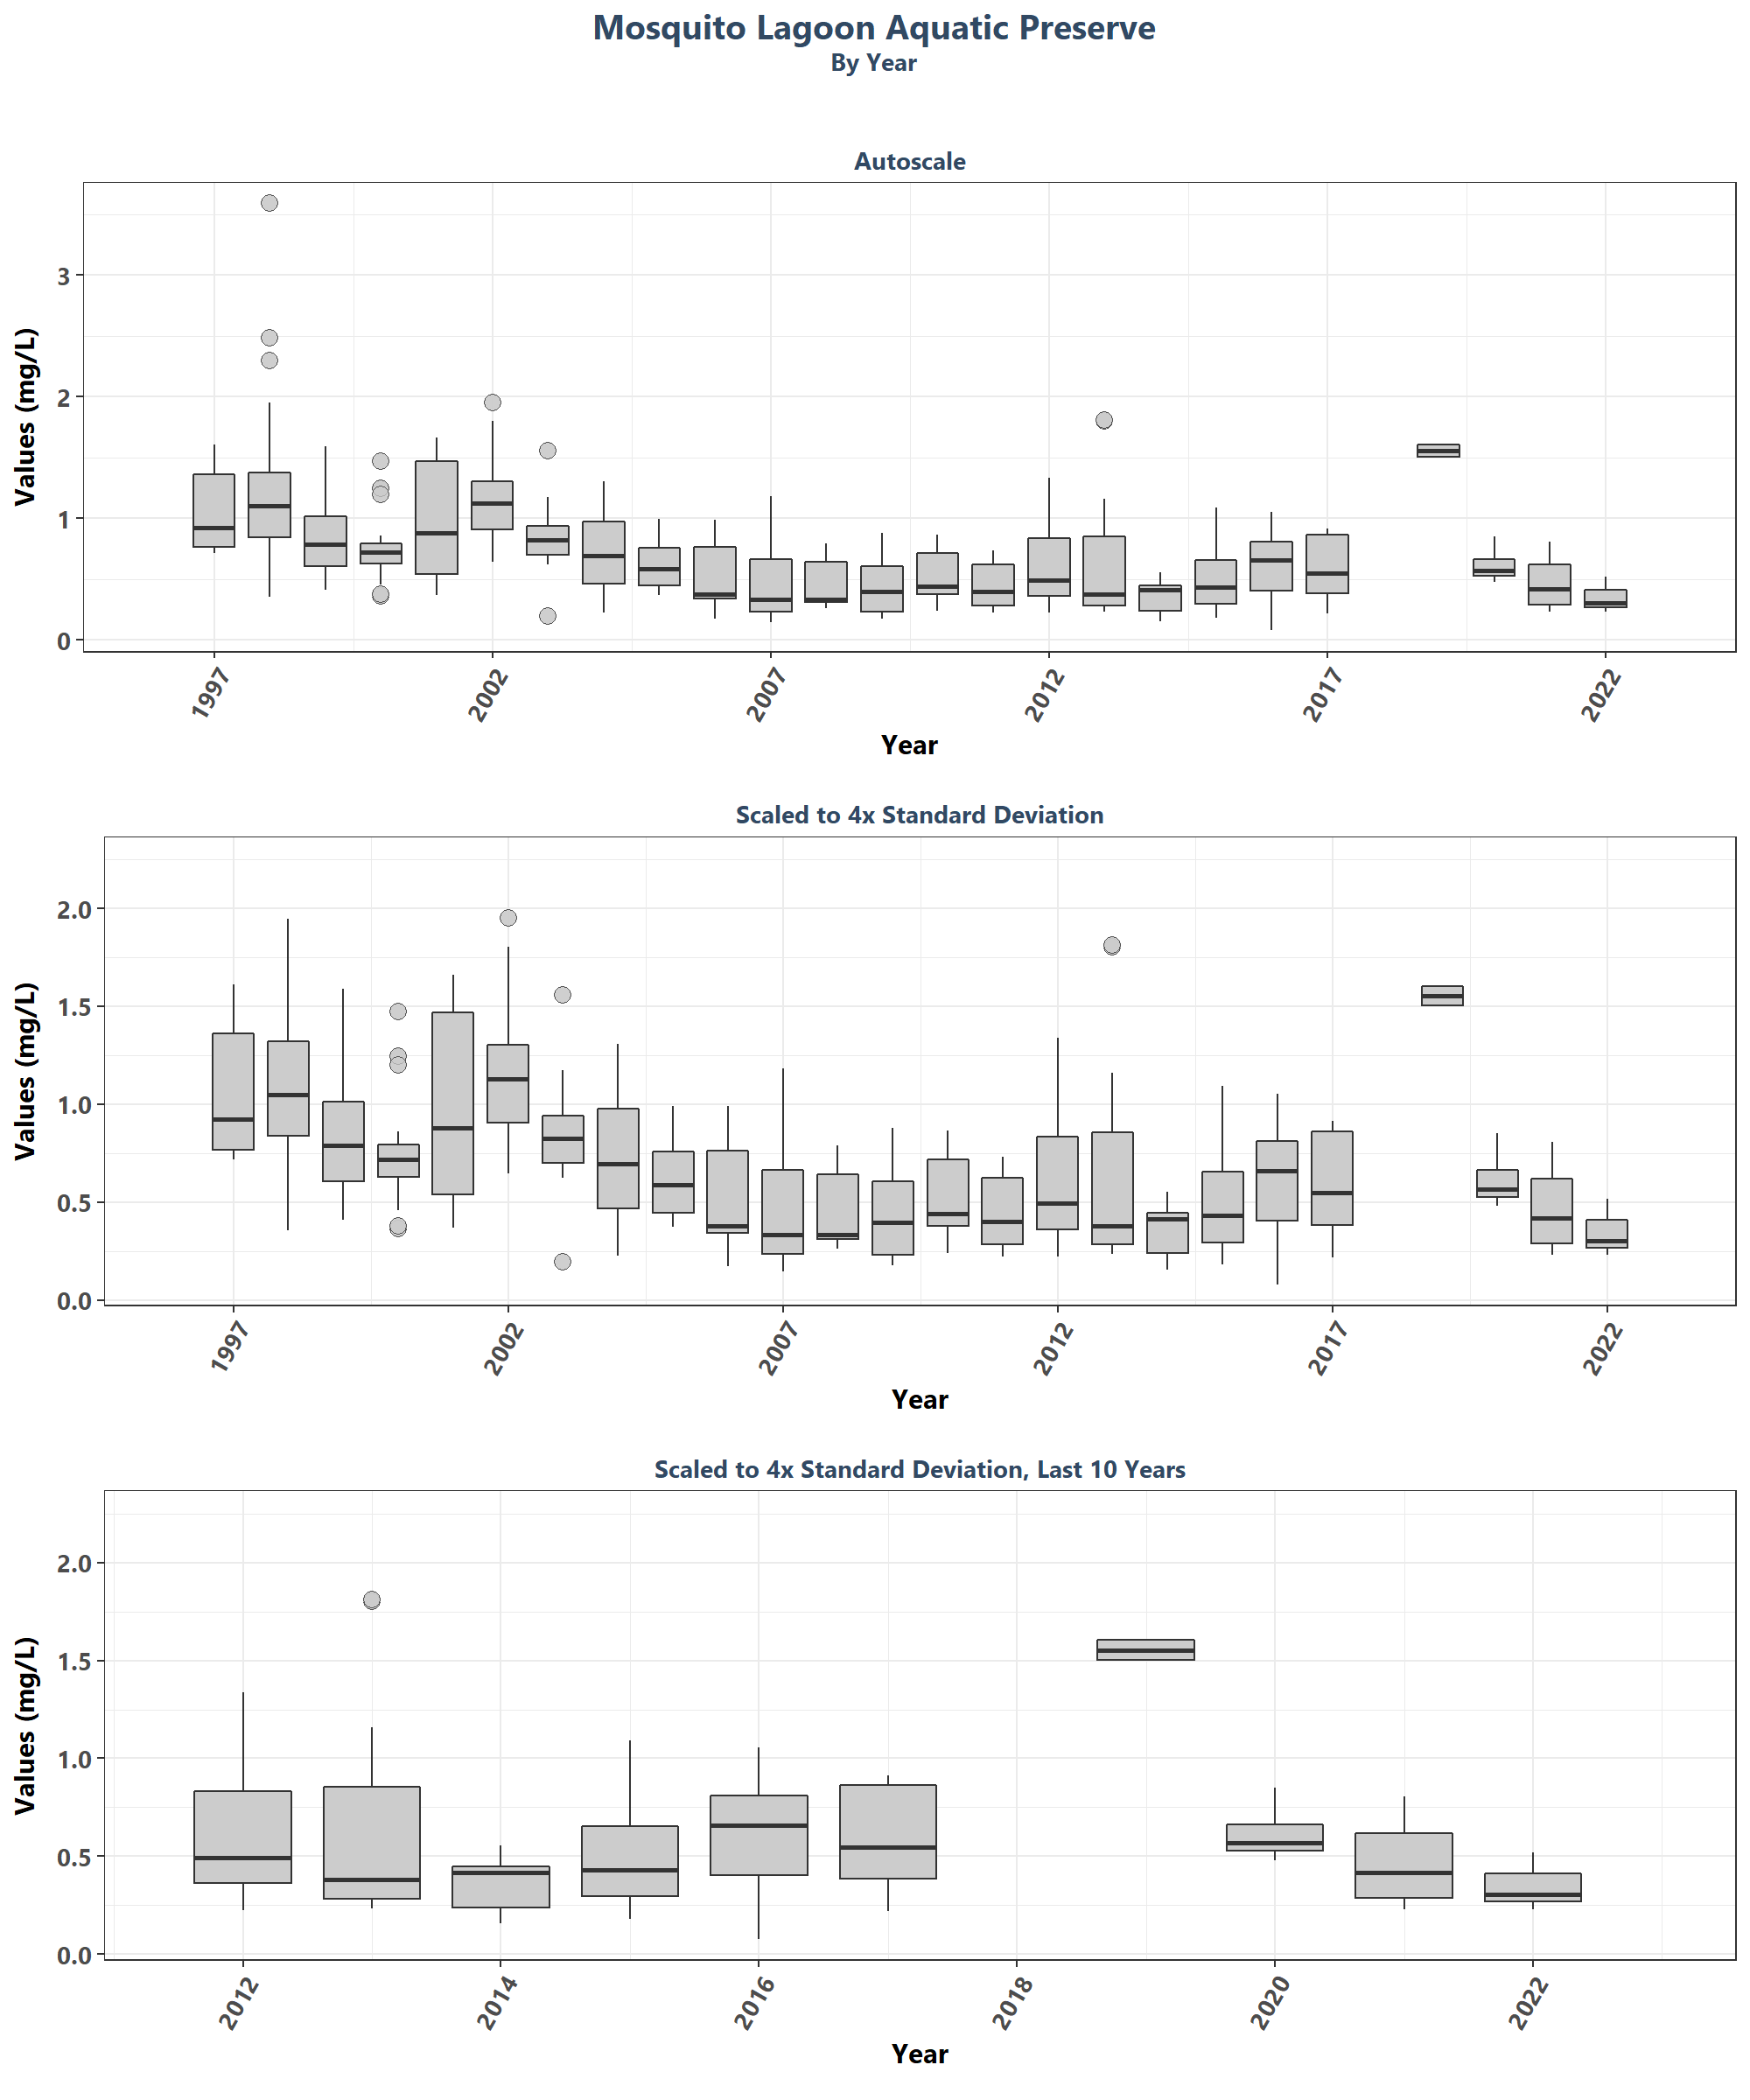 Mosquito Lagoon Aquatic Preserve
By Year
Autoscale
Values (mg/L)
3
2
1
0
1997 2002 2007 2012 2017 2022
Year
Scaled to 4x Standard Deviation
Values (mg/L)
2.0
1.5
1.0
0.5
0.0
1997 2002 2007 2012 2017 2022
Year
Scaled to 4x Standard Deviation, Last 10 Years
Values (mg/L)
2.0
1.5
1.0
0.5
0.0
2012 2014 2016 2018 2020 2022
Year